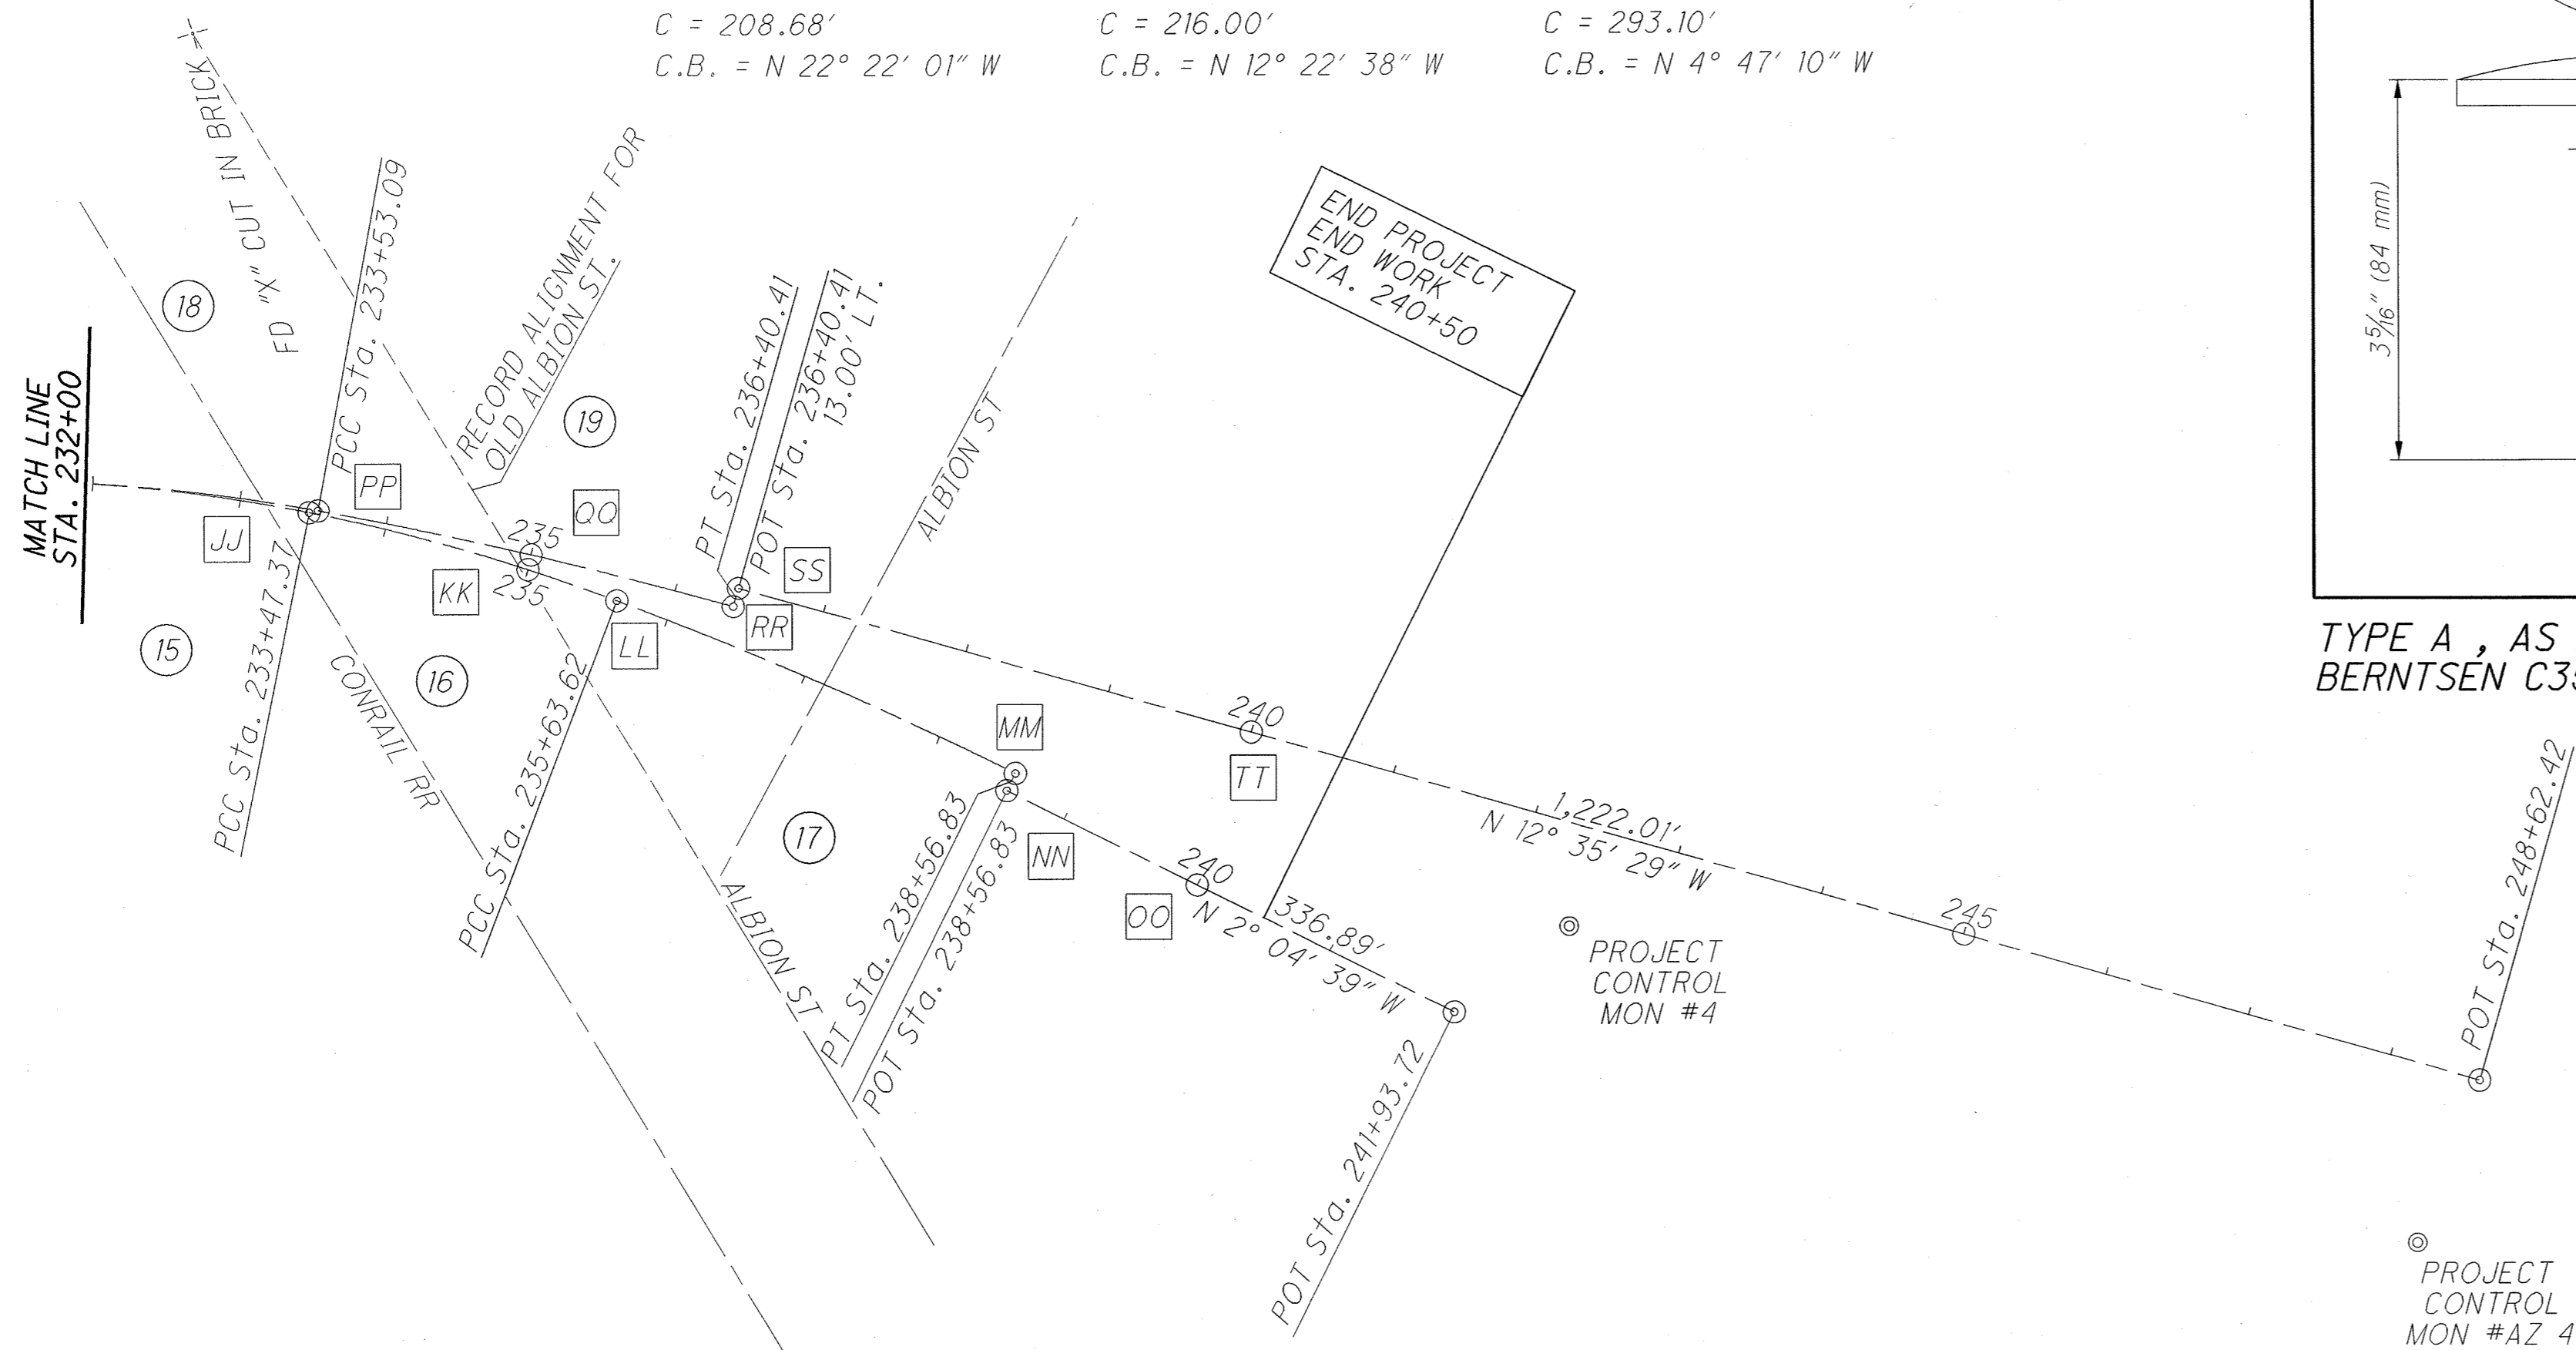 C = 208.68'
C.B. = N 22° 22' 01" W
C = 216.00'
C.B. = N 12° 22' 38" W
C = 293.10'
C.B. = N 4° 47' 10" W
FD "X" CUT IN BRICK
PCC Sta. 233+53.09
RECORD ALIGNMENT FOR
OLD ALBION ST.
18
19
MATCH LINE
STA. 232+00
PP
JJ
QQ
235
235
KK
PT Sta. 236+40.41
POT Sta. 236+40.41
13.00' LT.
SS
RR
LL
ALBION ST
END PROJECT
END WORK
STA. 240+50
3 5/16" (84 mm)
TYPE A , AS
BERNTSEN C35
15
16
PCC Sta. 233+47.37
CONRAIL RR
PCC Sta. 235+63.62
MM
240
TT
17
NN
240
OO
1,222.01'
N 12° 35' 29" W
336.89'
N 2° 04' 39" W
245
POT Sta. 248+62.42
ALBION ST
PT Sta. 238+56.83
POT Sta. 238+56.83
PROJECT
CONTROL
MON #4
POT Sta. 241+93.72
PROJECT
CONTROL
MON #AZ 4